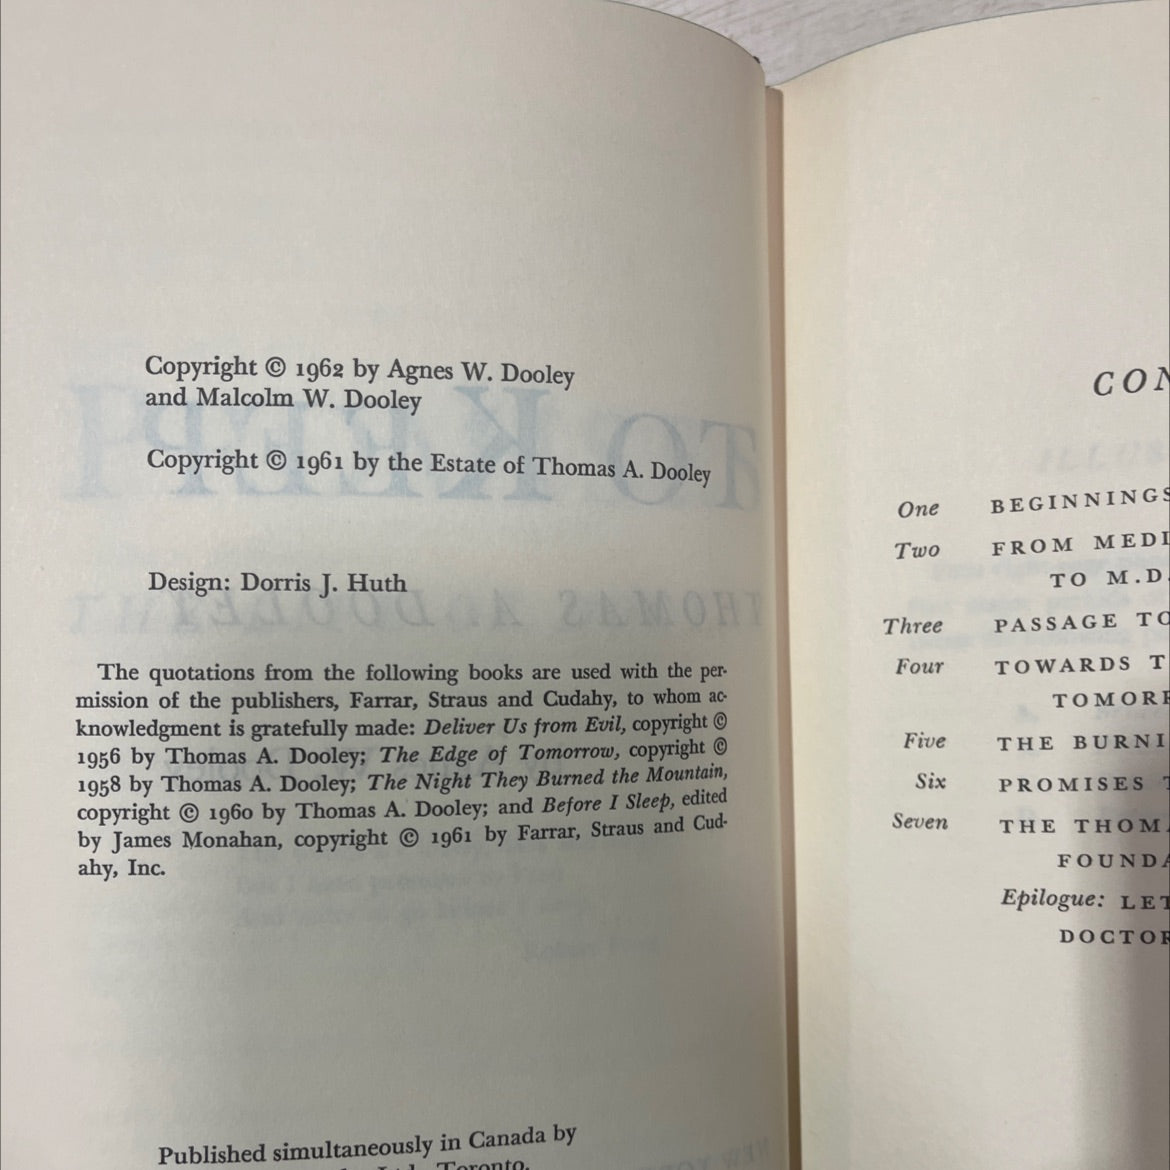 Copyright © 1962 by Agnes W. Dooley
and Malcolm W. Dooley
Copyright © 1961 by the Estate of Thomas A. Dooley
Design: Dorris J. Huth
The quotations from the following books are used with the per-
mission of the publishers, Farrar, Straus and Cudahy, to whom ac-
knowledgment is gratefully made: Deliver Us from Evil, copyright ©
1956 by Thomas A. Dooley; The Edge of Tomorrow, copyright ©
1958 by Thomas A. Dooley; The Night They Burned the Mountain,
copyright © 1960 by Thomas A. Dooley; and Before I Sleep, edited
by James Monahan, copyright © 1961 by Farrar, Straus and Cud-
ahy, Inc.
Published simultaneously in Canada by
Ltd., Toronto.
CON
One BEGINNINGS
Two FROM MEDI
TO M.D.
Three PASSAGE TO
Four TOWARDS T
TOMOR
Five THE BURNI
Six PROMISES T
Seven THE THOMA
FOUNDA
Epilogue: LET
DOCTOR